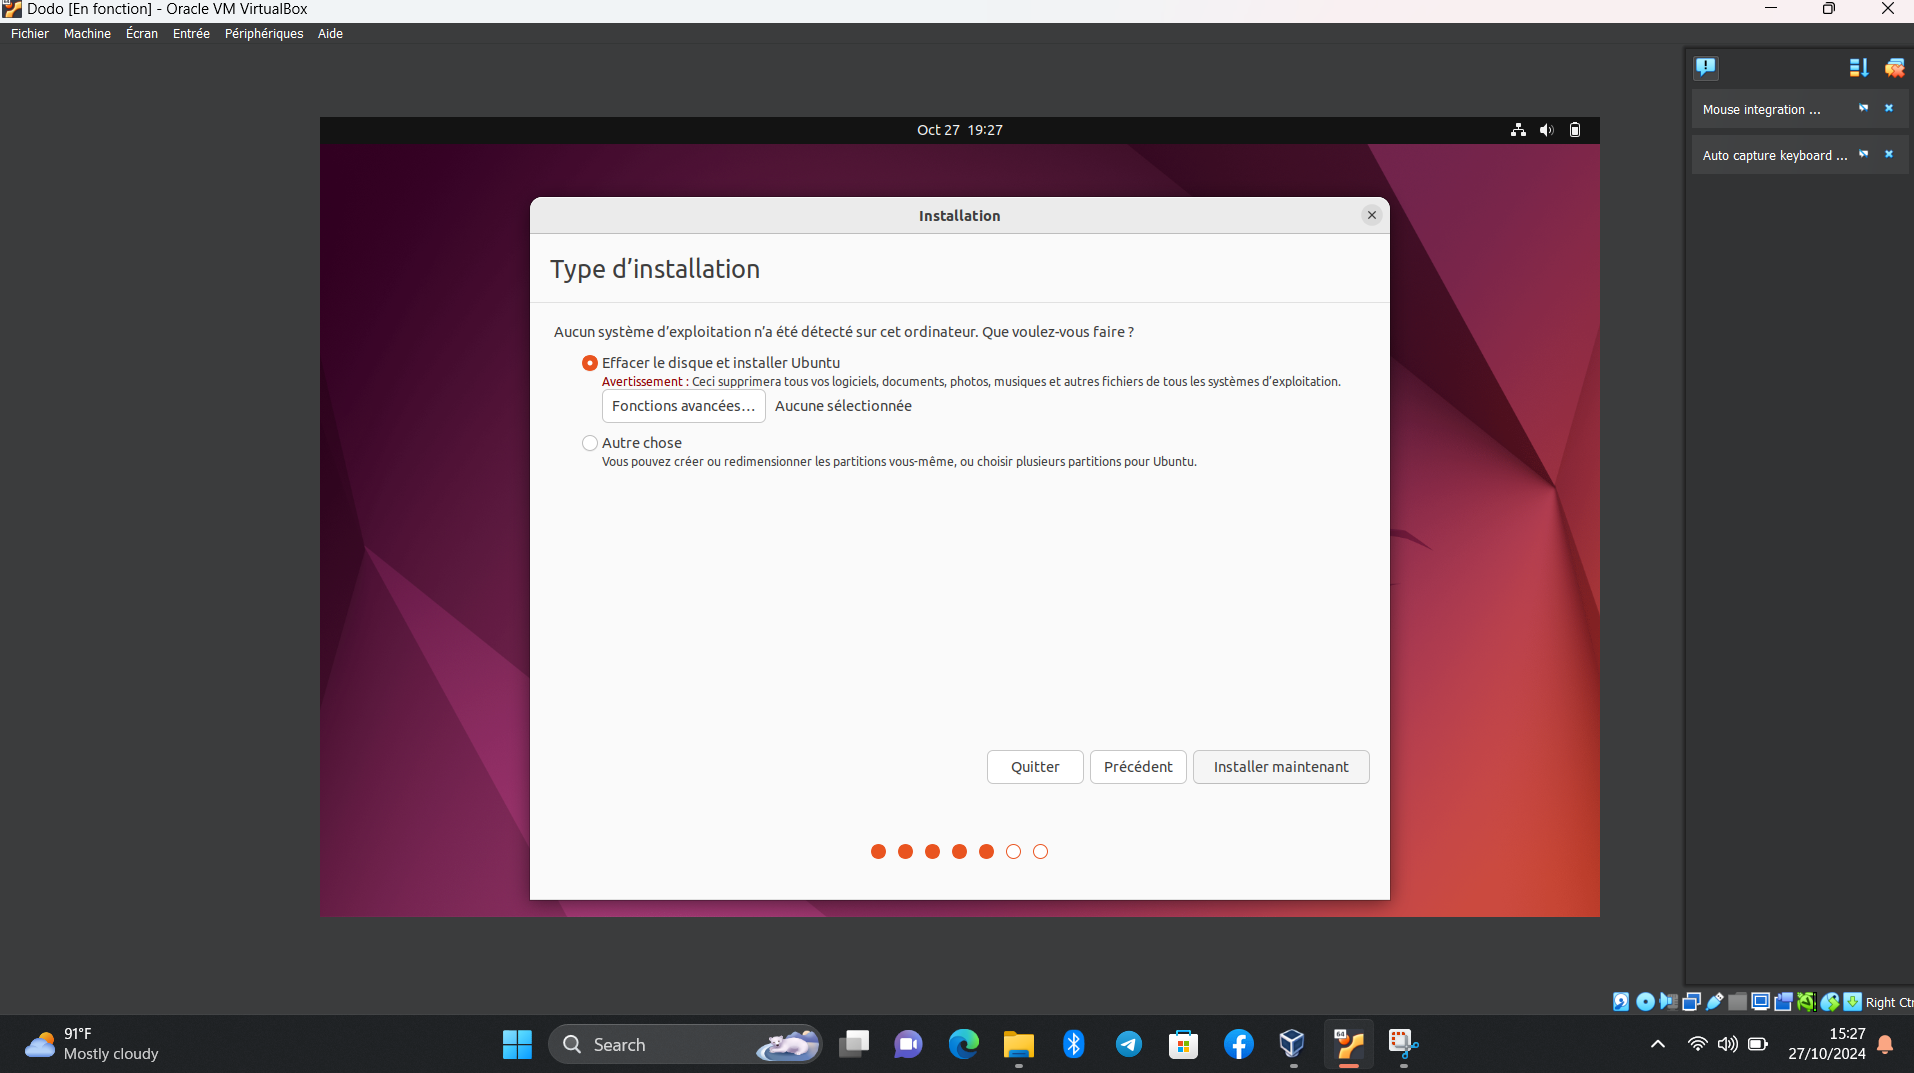 Dodo [En fonction] - Oracle VM VirtualBox
Fichier Machine Écran Entrée Périphériques Aide
Mouse integration ...
Auto capture keyboard ...
Oct 27 19:27
Installation
Type d’installation
Aucun système d’exploitation n’a été détecté sur cet ordinateur. Que voulez-vous faire ?
Effacer le disque et installer Ubuntu
Avertissement : Ceci supprimera tous vos logiciels, documents, photos, musiques et autres fichiers de tous les systèmes d’exploitation.
Fonctions avancées… Aucune sélectionnée
Autre chose
Vous pouvez créer ou redimensionner les partitions vous-même, ou choisir plusieurs partitions pour Ubuntu.
Quitter Précédent Installer maintenant
Right Ctr
91°F
Mostly cloudy
Search
64
15:27
27/10/2024